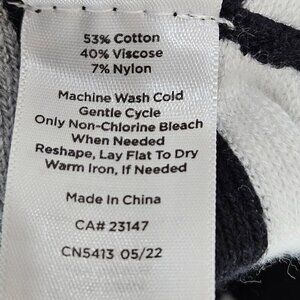 53% Cotton
40% Viscose
7% Nylon
Machine Wash Cold
Gentle Cycle
Only Non-Chlorine Bleach
When Needed
Reshape, Lay Flat To Dry
Warm Iron, If Needed
Made In China
CA# 23147
CN5413 05/22